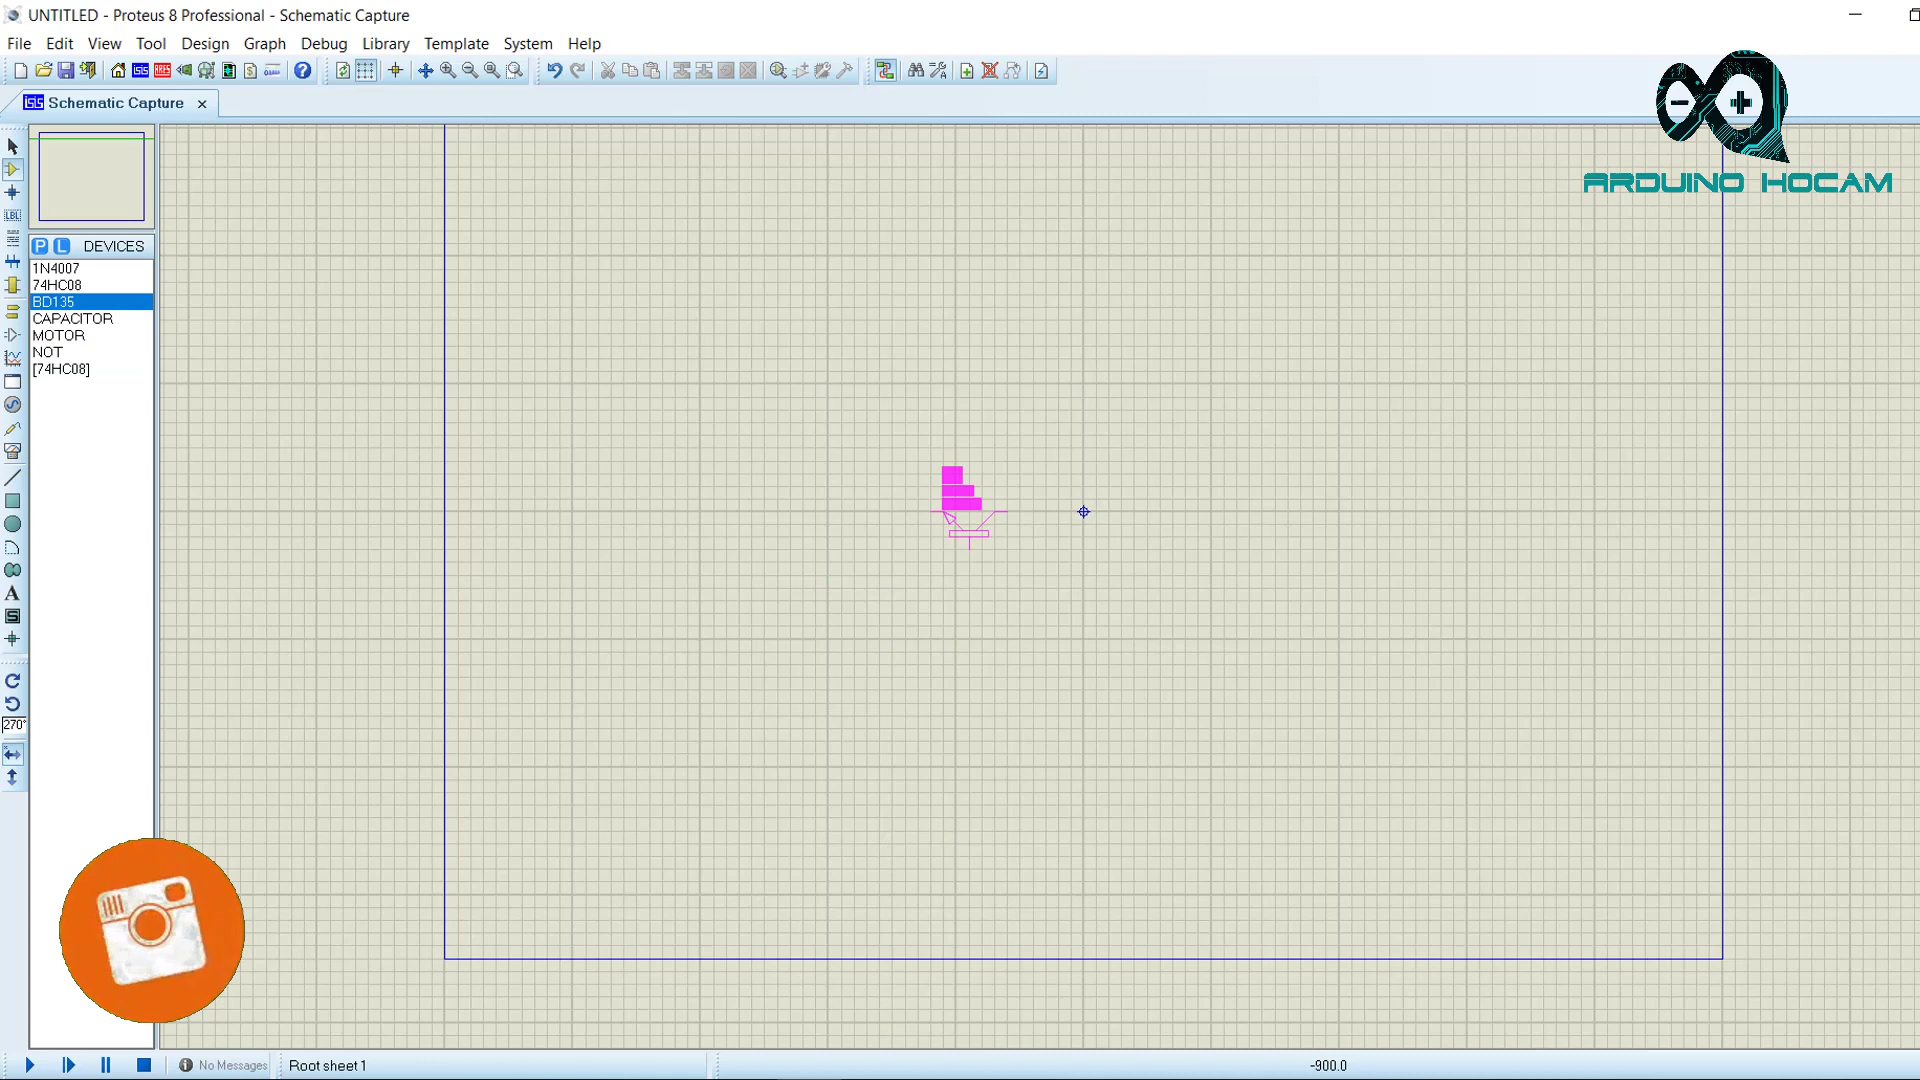 UNTITLED - Proteus 8 Professional - Schematic Capture
File Edit View Tool Design Graph Debug Library Template System Help
Schematic Capture
ARDUINO HOCAM
P L DEVICES
1N4007
74HC08
BD135
CAPACITOR
MOTOR
NOT
[74HC08]
LBL
A
S
270°
No Messages
Root sheet 1
-900.0